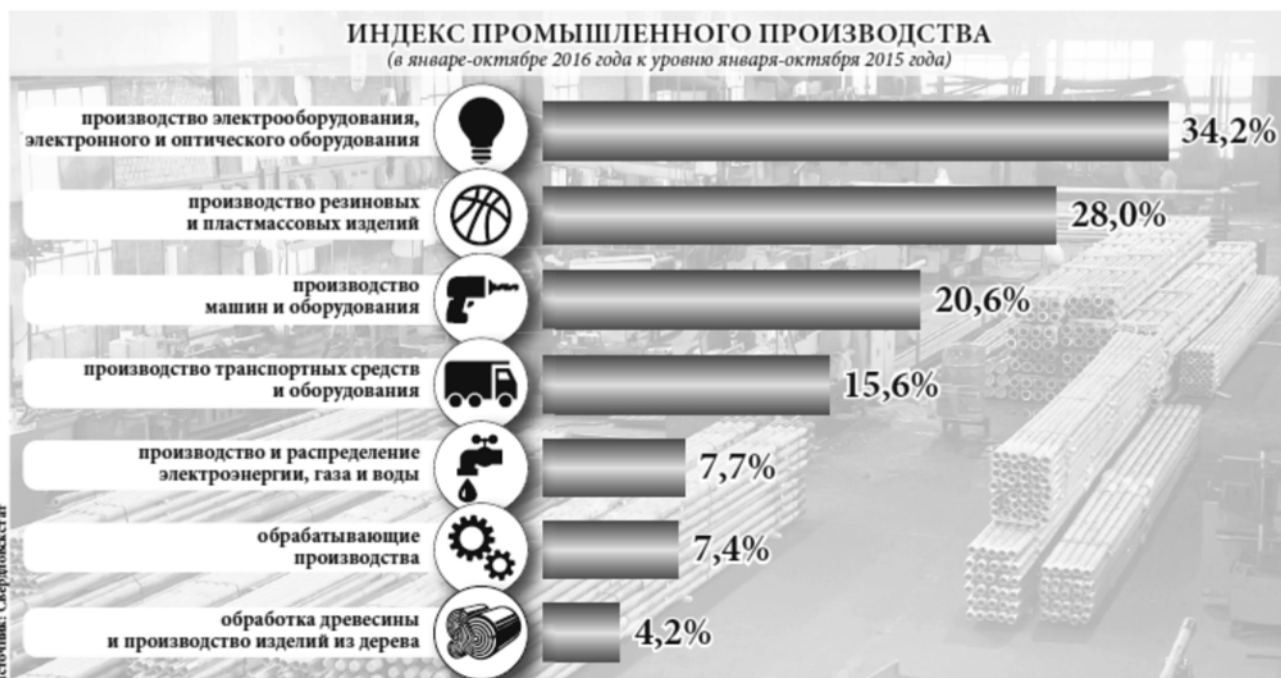 ИНДЕКС ПРОМЫШЛЕННОГО ПРОИЗВОДСТВА
(в январе-октябре 2016 года к уровню января-октября 2015 года)
производство электрооборудования,
электронного и оптического оборудования
34,2%
производство резиновых
и пластмассовых изделий
28,0%
производство
машин и оборудования
20,6%
производство транспортных средств
и оборудования
15,6%
производство и распределение
электроэнергии, газа и воды
7,7%
обрабатывающие
производства
7,4%
обработка древесины
и производство изделий из дерева
4,2%
Источник: Свердловскстат